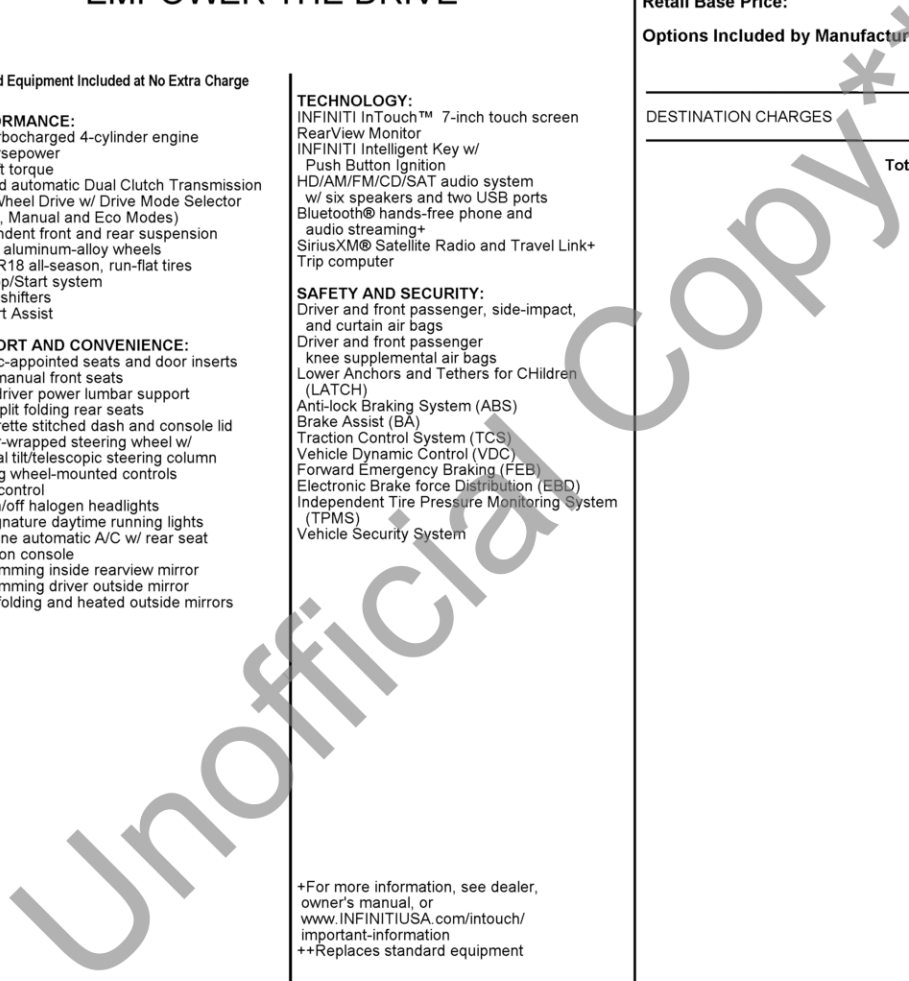 EMPOWER THE DRIVE
d Equipment Included at No Extra Charge
ORMANCE:
rbocharged 4-cylinder engine
rsepower
t torque
d automatic Dual Clutch Transmission
Wheel Drive w/ Drive Mode Selector
, Manual and Eco Modes)
ndent front and rear suspension
aluminum-alloy wheels
R18 all-season, run-flat tires
op/Start system
shifters
rt Assist
ORT AND CONVENIENCE:
c-appointed seats and door inserts
manual front seats
driver power lumbar support
plit folding rear seats
rette stitched dash and console lid
r-wrapped steering wheel w/
al tilt/telescopic steering column
g wheel-mounted controls
control
n/off halogen headlights
gnature daytime running lights
one automatic A/C w/ rear seat
on console
mming inside rearview mirror
mming driver outside mirror
folding and heated outside mirrors
TECHNOLOGY:
INFINITI InTouch™ 7-inch touch screen
RearView Monitor
INFINITI Intelligent Key w/
Push Button Ignition
HD/AM/FM/CD/SAT audio system
w/ six speakers and two USB ports
Bluetooth® hands-free phone and
audio streaming+
SiriusXM® Satellite Radio and Travel Link+
Trip computer
SAFETY AND SECURITY:
Driver and front passenger, side-impact,
and curtain air bags
Driver and front passenger
knee supplemental air bags
Lower Anchors and Tethers for CHildren
(LATCH)
Anti-lock Braking System (ABS)
Brake Assist (BA)
Traction Control System (TCS)
Vehicle Dynamic Control (VDC)
Forward Emergency Braking (FEB)
Electronic Brake force Distribution (EBD)
Independent Tire Pressure Monitoring System
(TPMS)
Vehicle Security System
+For more information, see dealer,
owner's manual, or
www.INFINITIUSA.com/intouch/
important-information
++Replaces standard equipment
Retail Base Price:
Options Included by Manufactur
DESTINATION CHARGES
Tot
Unofficial Copy**